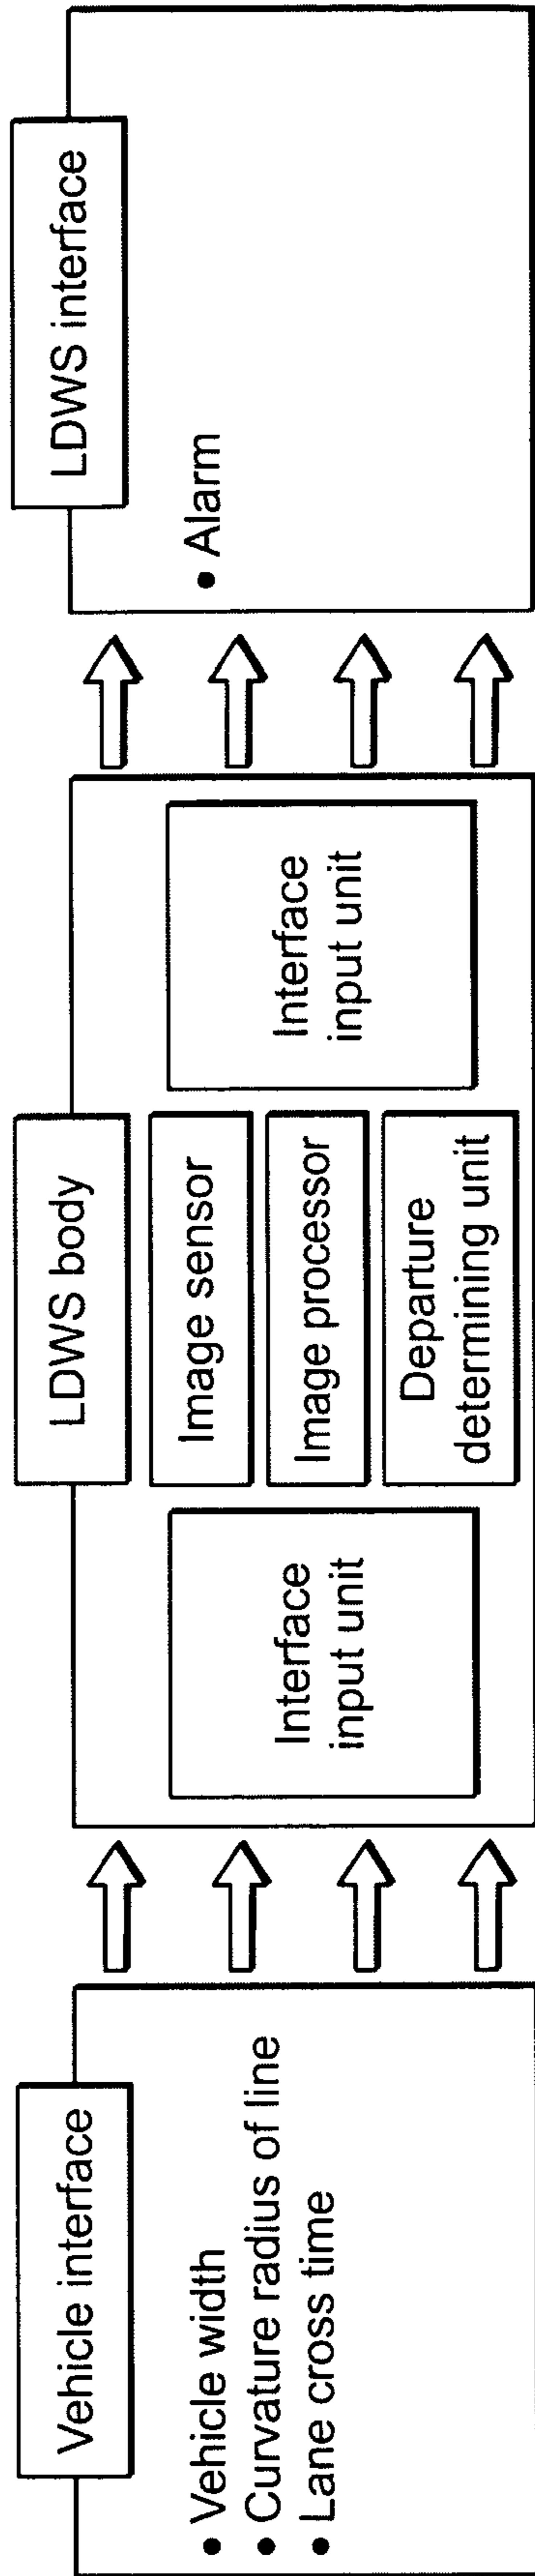 Vehicle interface
• Vehicle width
• Curvature radius of line
• Lane cross time
LDWS body
Interface
input unit
Image sensor
Image processor
Departure
determining unit
Interface
input unit
LDWS interface
• Alarm